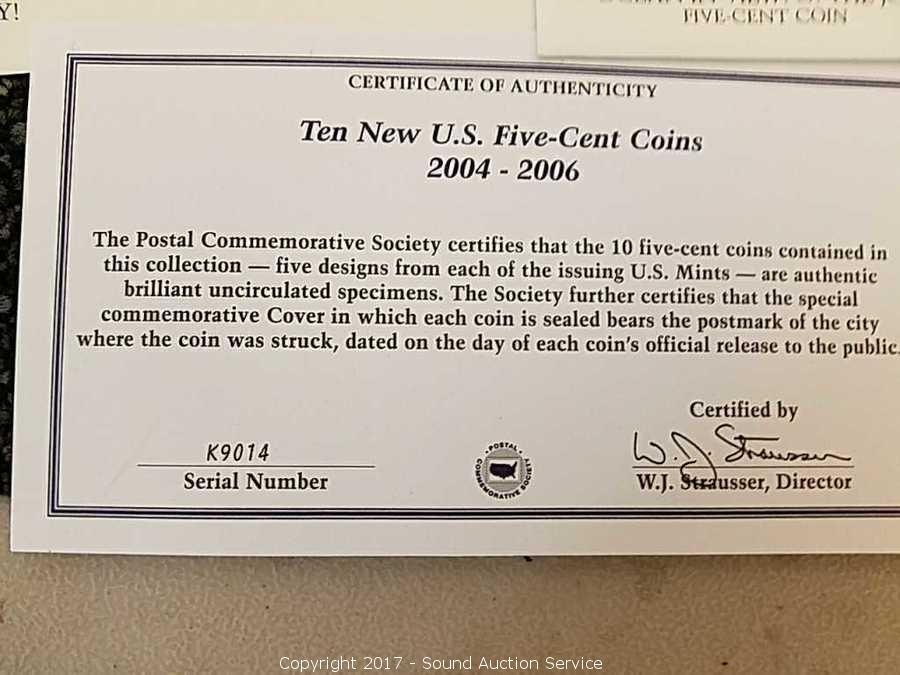 Y!
FIVE-CENT COIN
CERTIFICATE OF AUTHENTICITY
Ten New U.S. Five-Cent Coins
2004 - 2006
The Postal Commemorative Society certifies that the 10 five-cent coins contained in
this collection — five designs from each of the issuing U.S. Mints — are authentic
brilliant uncirculated specimens. The Society further certifies that the special
commemorative Cover in which each coin is sealed bears the postmark of the city
where the coin was struck, dated on the day of each coin's official release to the public.
Certified by
K9014
Serial Number
POSTAL
COMMEMORATIVE SOCIETY
W.J. Strausser
W.J. Strausser, Director
Copyright 2017 - Sound Auction Service